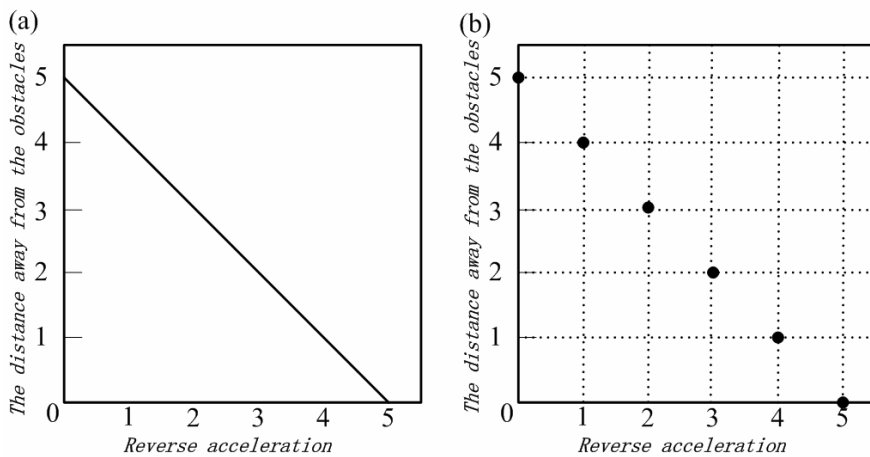 (a)
The distance away from the obstacles
5
4
3
2
1
0
1 2 3 4 5
Reverse acceleration
(b)
The distance away from the obstacles
5
4
3
2
1
0
1 2 3 4 5
Reverse acceleration